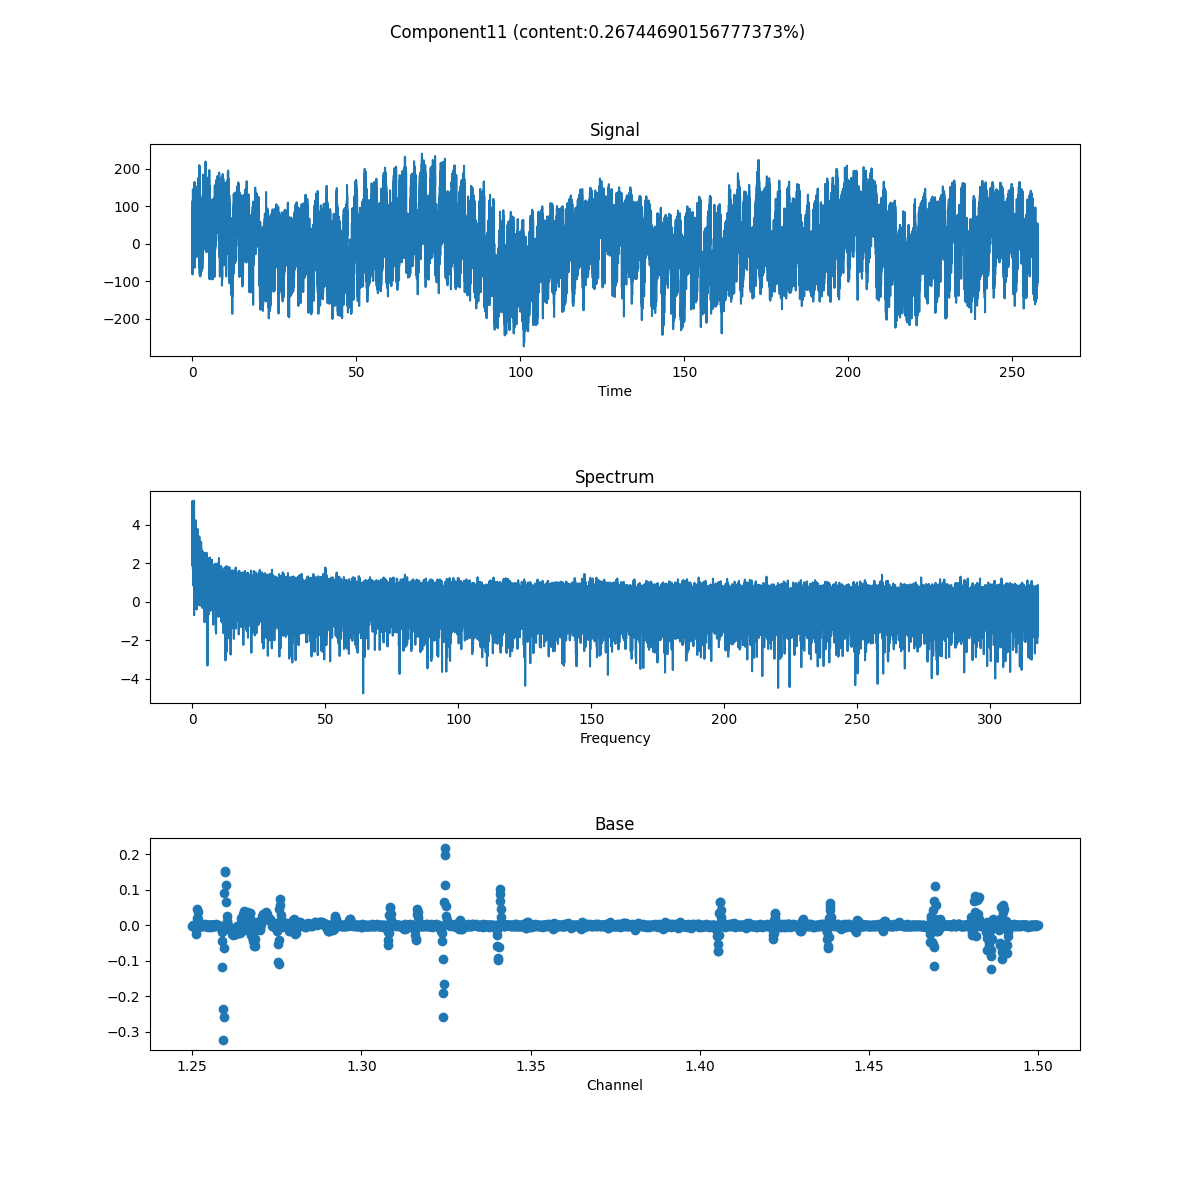 Component11 (content:0.26744690156777373%)
Signal
200
100
0
−100
−200
0 50 100 150 200 250
Time
Spectrum
4
2
0
−2
−4
0 50 100 150 200 250 300
Frequency
Base
0.2
0.1
0.0
−0.1
−0.2
−0.3
1.25 1.30 1.35 1.40 1.45 1.50
Channel